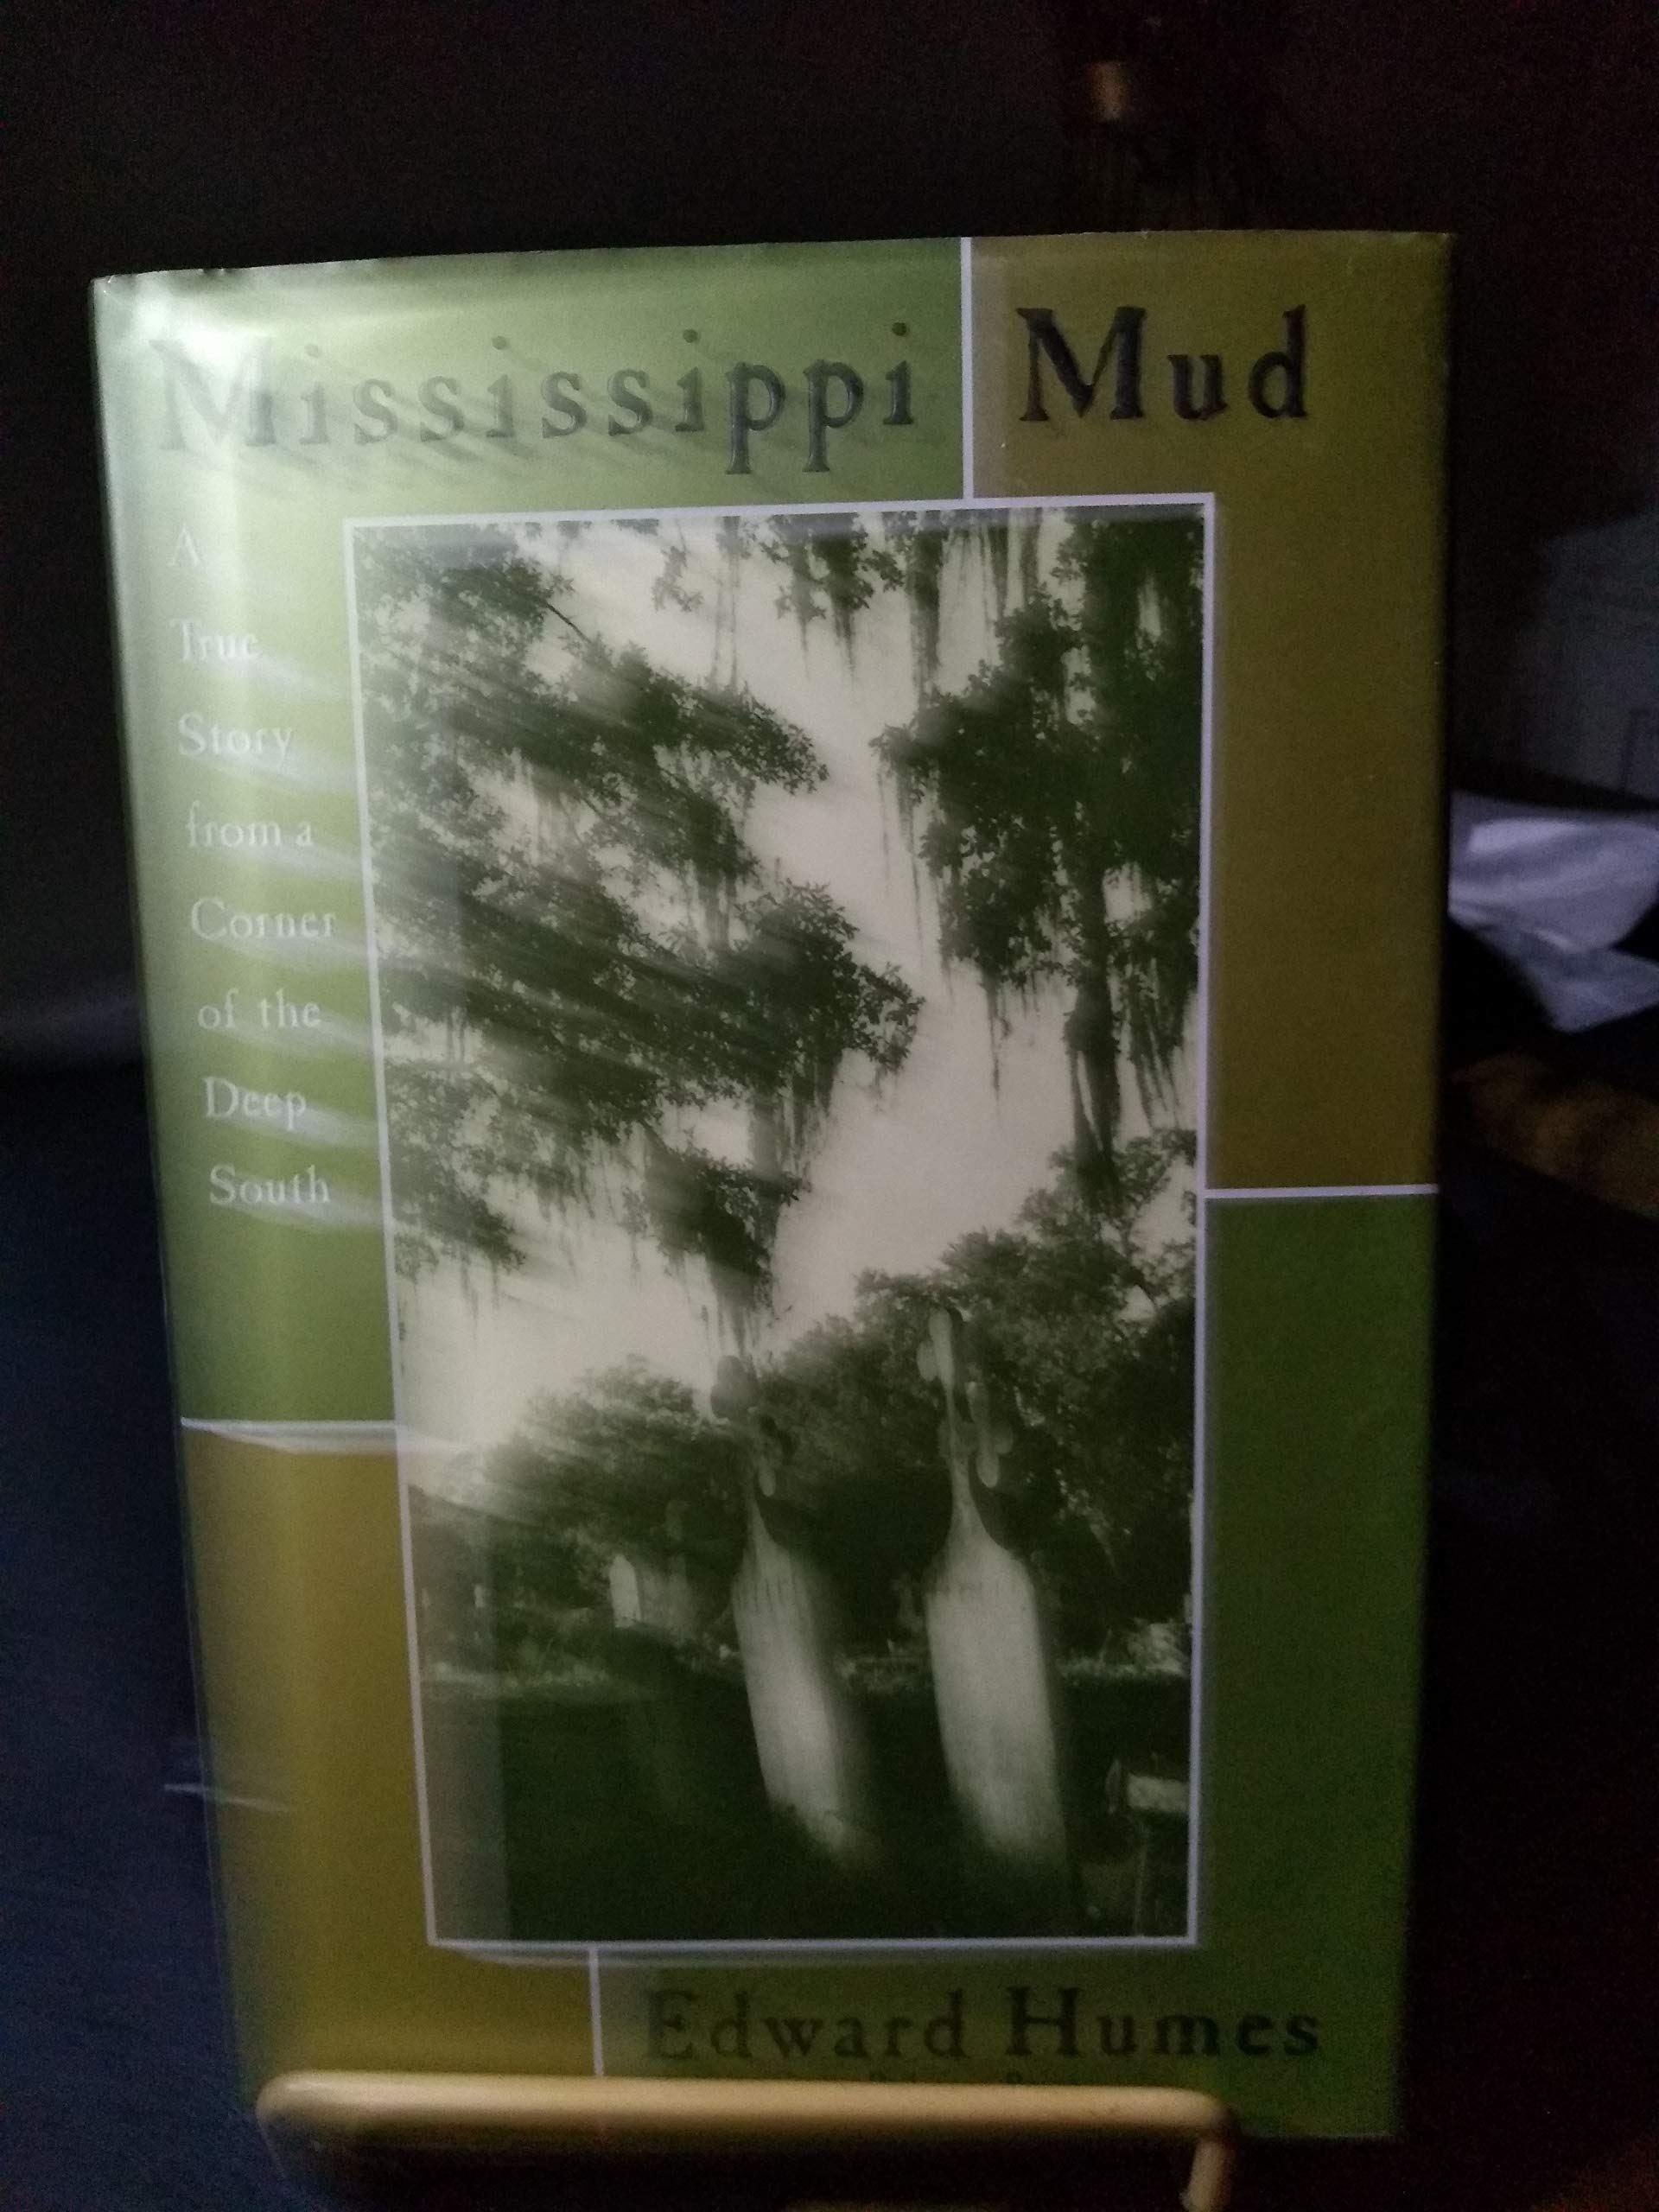 Mississippi Mud
A
True
Story
from a
Corner
of the
Deep
South
Edward Humes